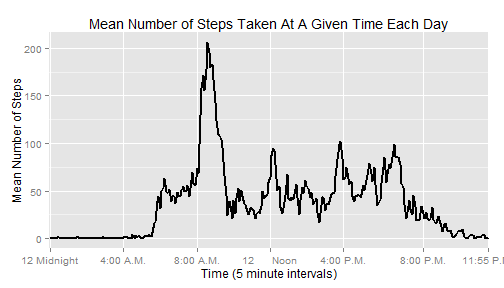 Mean Number of Steps Taken At A Given Time Each Day
Mean Number of Steps
200
150
100
50
0
12 Midnight 4:00 A.M. 8:00 A.M. 12 Noon 4:00 P.M. 8:00 P.M. 11:55 P.
Time (5 minute intervals)